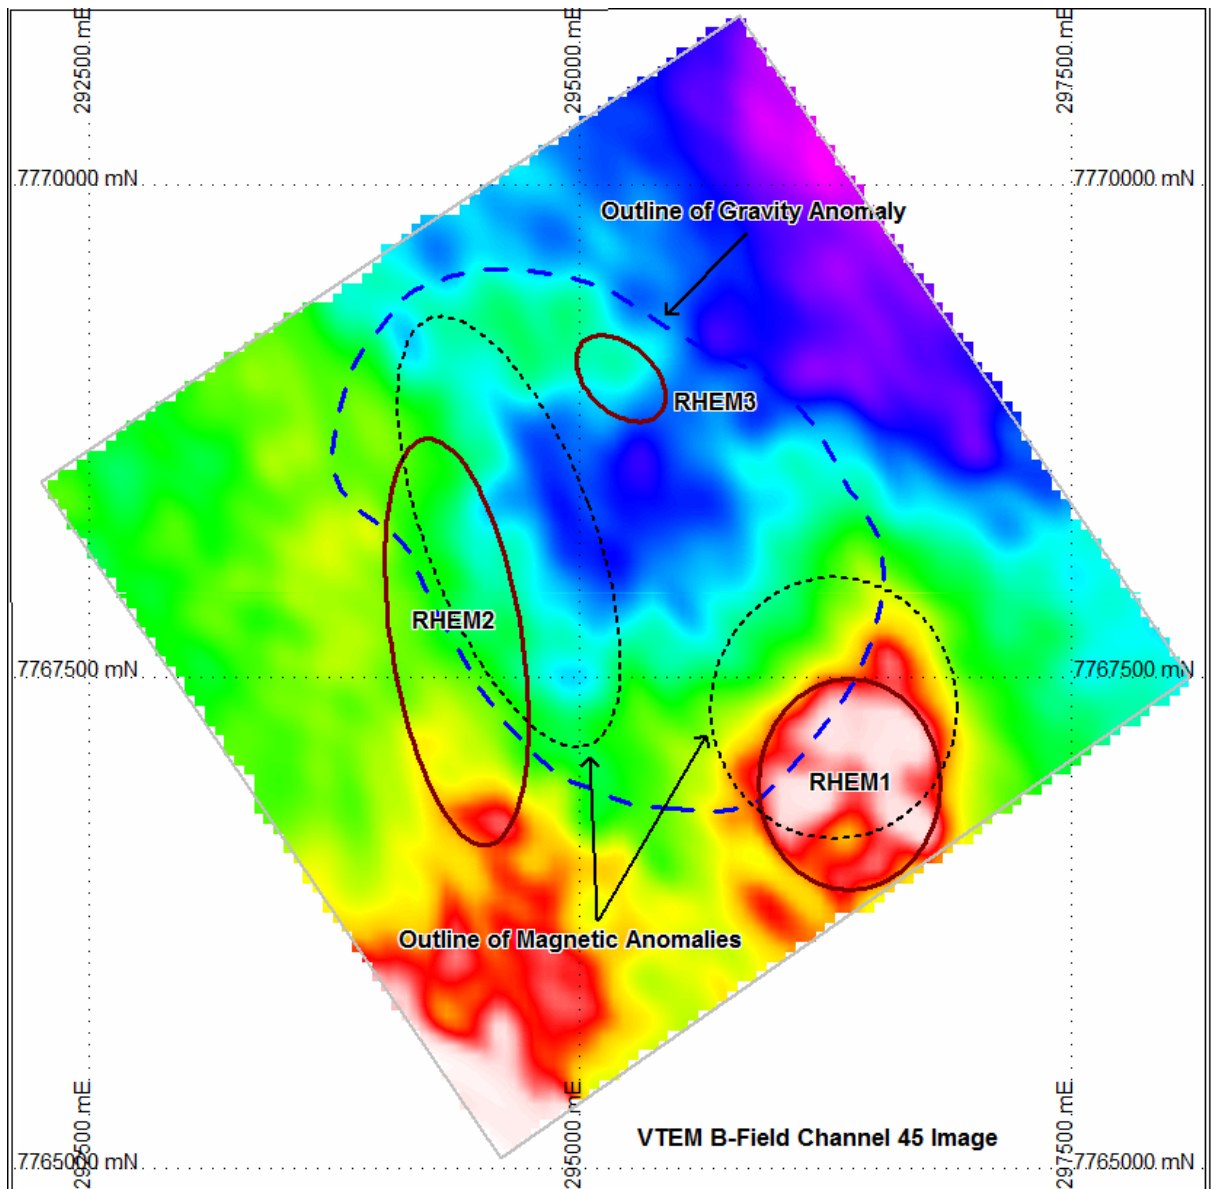 292500 mE
295000 mE
297500 mE
7770000 mN
7770000 mN
Outline of Gravity Anomaly
RHEM3
RHEM2
7767500 mN
7767500 mN
RHEM1
Outline of Magnetic Anomalies
292500 mE
295000 mE
297500 mE
VTEM B-Field Channel 45 Image
7765000 mN
7765000 mN